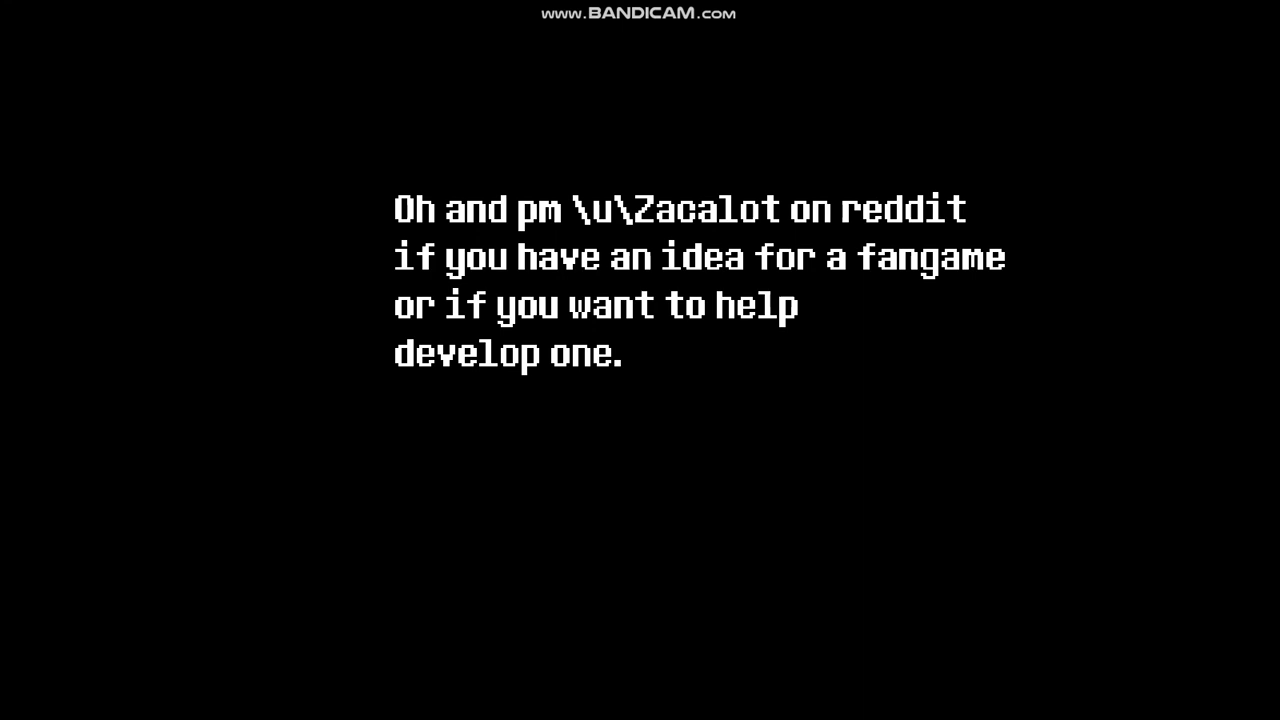 www.BANDICAM.com
Oh and pm \u\Zacalot on reddit
if you have an idea for a fangame
or if you want to help
develop one.